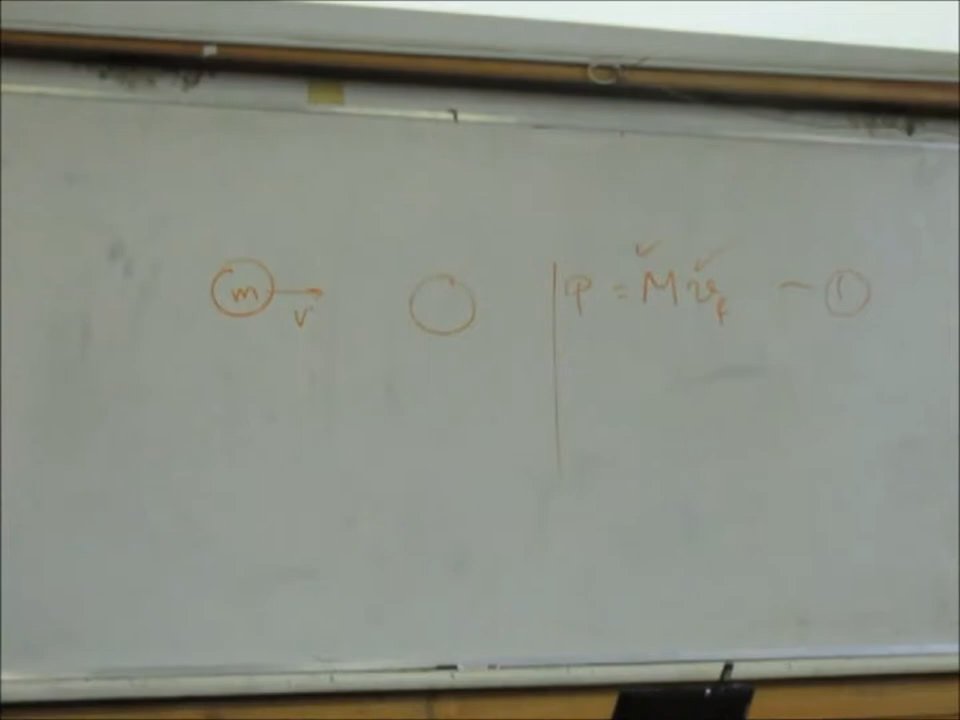 m
v
p = M v_f — ①